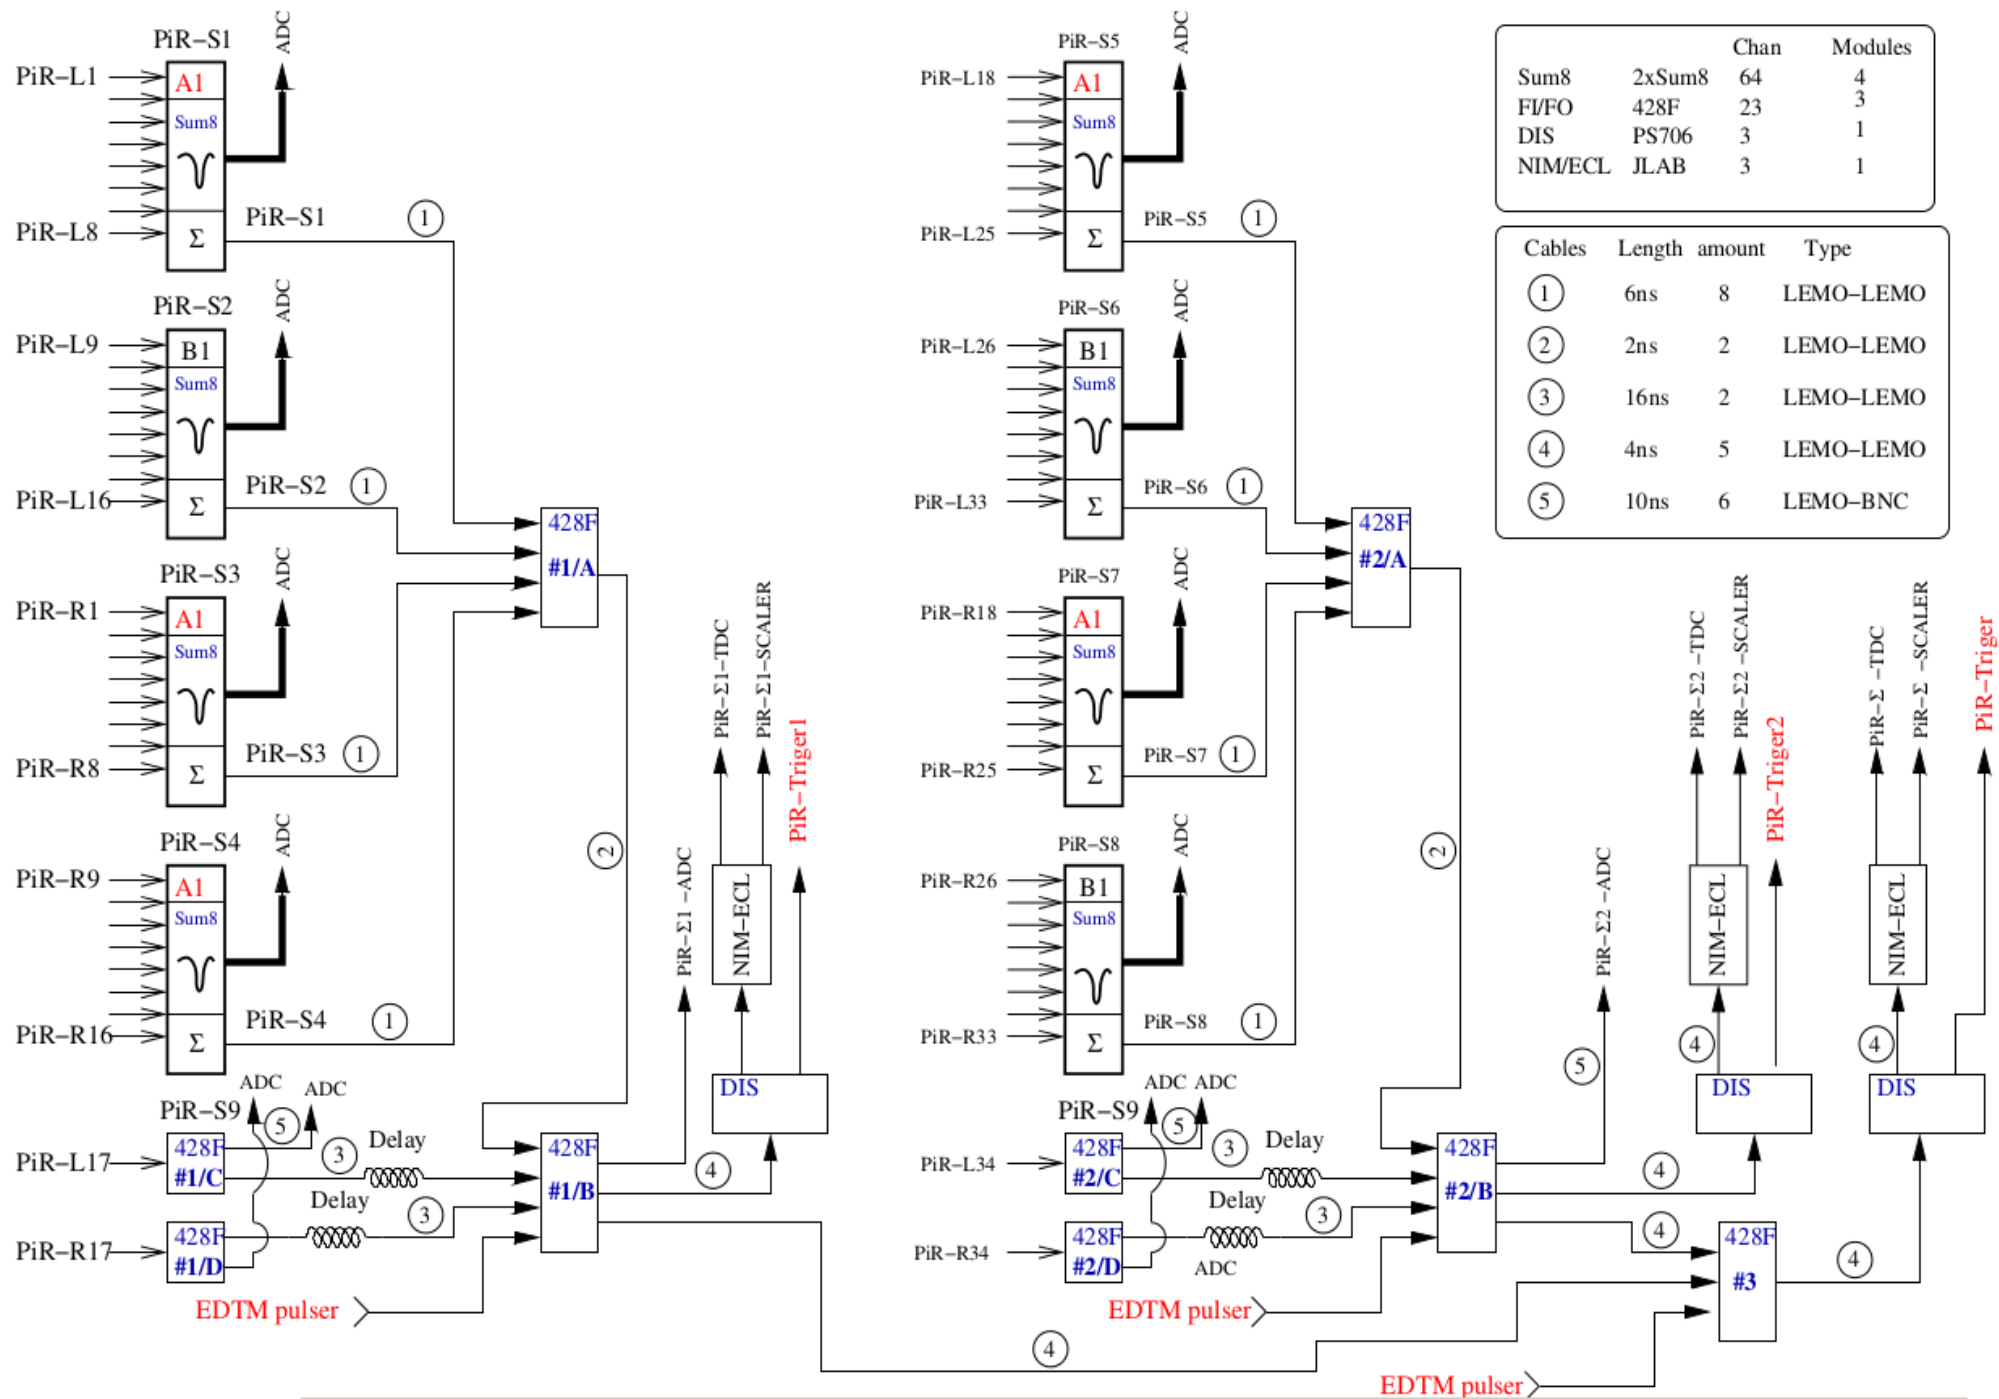 PiR−S1
ADC
PiR−L1
A1
Sum8
PiR−L8
Σ
PiR−S1
1
PiR−S2
ADC
PiR−L9
B1
Sum8
PiR−L16
Σ
PiR−S2
1
PiR−S3
ADC
PiR−R1
A1
Sum8
PiR−R8
Σ
PiR−S3
1
PiR−S4
ADC
PiR−R9
A1
Sum8
PiR−R16
Σ
PiR−S4
1
428F
#1/A
2
PiR−S9
ADC
ADC
5
PiR−L17
428F
#1/C
3
Delay
PiR−R17
428F
#1/D
Delay
3
EDTM pulser
428F
#1/B
4
PiR−Σ1 −ADC
DIS
NIM−ECL
PiR−Σ1−TDC
PiR−Σ1−SCALER
PiR−Triger1
4
PiR−S5
ADC
PiR−L18
A1
Sum8
PiR−L25
Σ
PiR−S5
1
PiR−S6
ADC
PiR−L26
B1
Sum8
PiR−L33
Σ
PiR−S6
1
PiR−S7
ADC
PiR−R18
A1
Sum8
PiR−R25
Σ
PiR−S7
1
PiR−S8
ADC
PiR−R26
B1
Sum8
PiR−R33
Σ
PiR−S8
1
428F
#2/A
2
PiR−S9
ADC
ADC
5
PiR−L34
428F
#2/C
3
Delay
PiR−R34
428F
#2/D
Delay
3
ADC
EDTM pulser
428F
#2/B
5
PiR−Σ2 −ADC
4
4
DIS
4
NIM−ECL
PiR−Σ2 −TDC
PiR−Σ2 −SCALER
PiR−Triger2
428F
#3
EDTM pulser
4
DIS
4
NIM−ECL
PiR−Σ −TDC
PiR−Σ −SCALER
PiR−Triger
Chan Modules
Sum8 2xSum8 64 4
FI/FO 428F 23 3
DIS PS706 3 1
NIM/ECL JLAB 3 1
Cables Length amount Type
1 6ns 8 LEMO−LEMO
2 2ns 2 LEMO−LEMO
3 16ns 2 LEMO−LEMO
4 4ns 5 LEMO−LEMO
5 10ns 6 LEMO−BNC